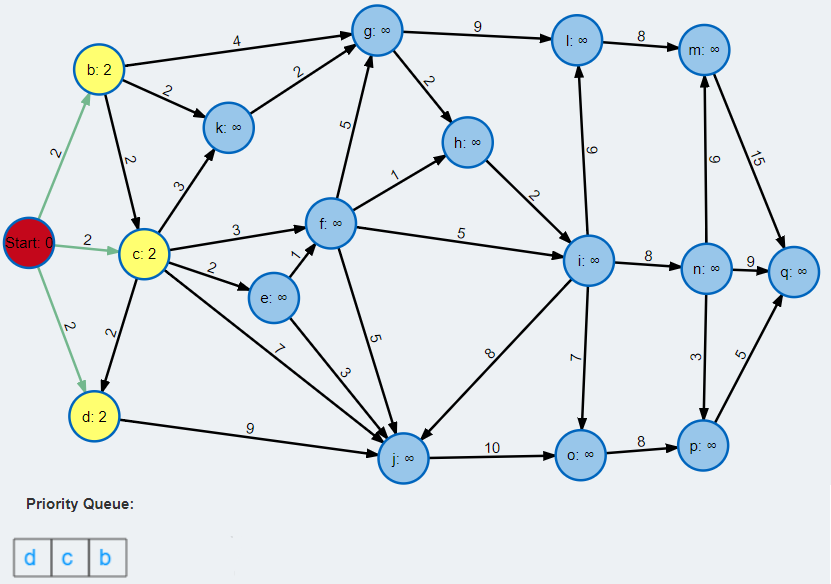 g: ∞
9
l: ∞
8
m: ∞
4
b: 2
2
2
2
k: ∞
5
h: ∞
2
2
3
1
6
6
15
2
f: ∞
3
5
2
Start: 0
2
c: 2
i: ∞
8
n: ∞
9
q: ∞
2
1
e: ∞
2
2
7
3
5
8
7
3
5
d: 2
9
j: ∞
10
o: ∞
8
p: ∞
Priority Queue:
d c b